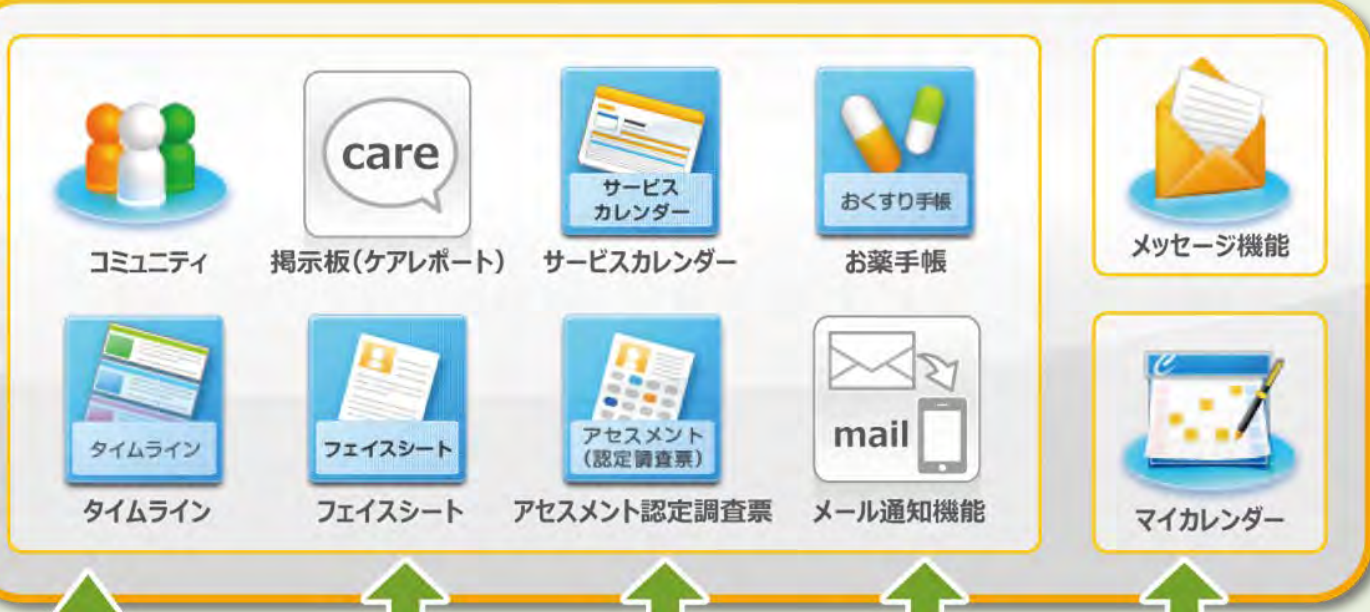 care
サービス
カレンダー
おくすり手帳
コミュニティ
掲示板(ケアレポート)
サービスカレンダー
お薬手帳
メッセージ機能
タイムライン
フェイスシート
アセスメント
(認定調査票)
mail
タイムライン
フェイスシート
アセスメント認定調査票
メール通知機能
マイカレンダー